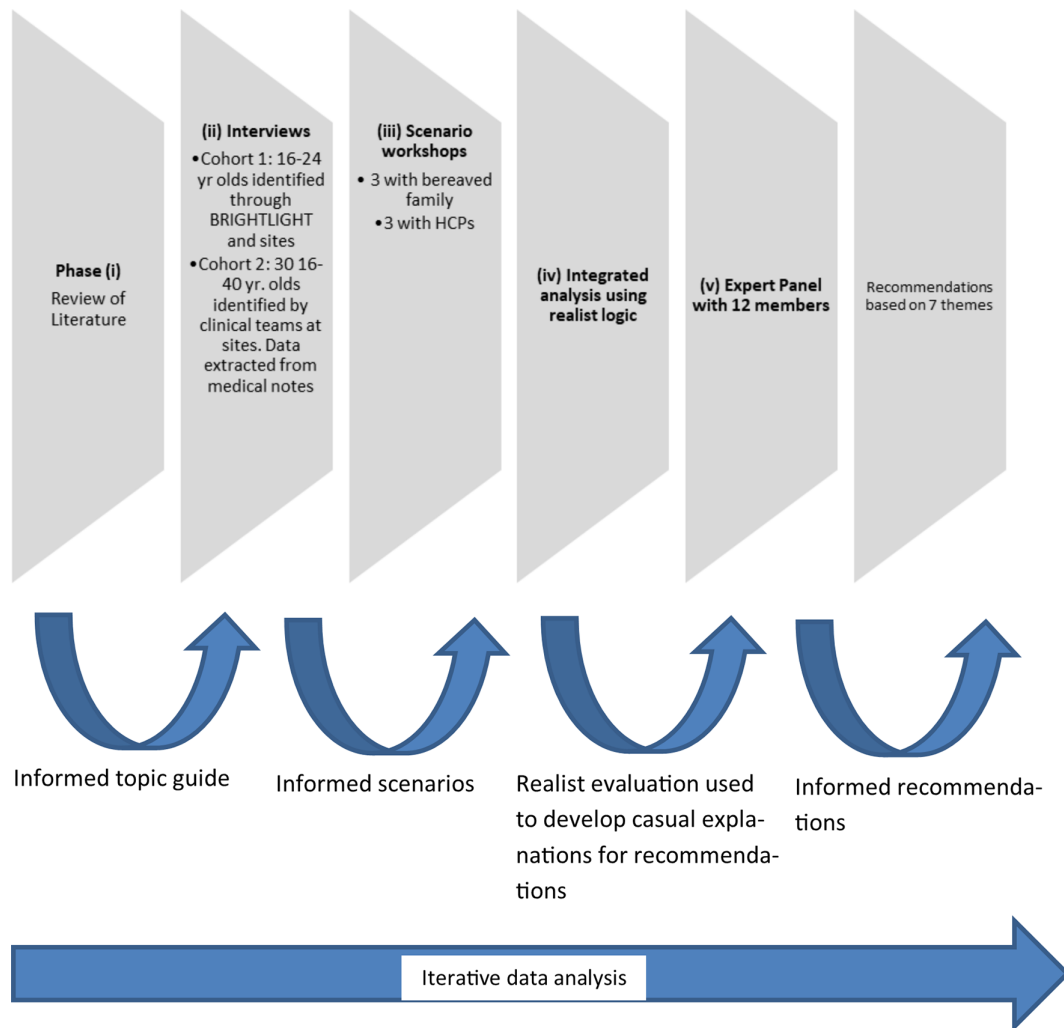 Phase (i)
Review of
Literature
(ii) Interviews
•Cohort 1: 16-24
yr olds identified
through
BRIGHTLIGHT
and sites
•Cohort 2: 30 16-
40 yr. olds
identified by
clinical teams at
sites. Data
extracted from
medical notes
(iii) Scenario
workshops
• 3 with bereaved
family
•3 with HCPs
(iv) Integrated
analysis using
realist logic
(v) Expert Panel
with 12 members
Recommendations
based on 7 themes
Informed topic guide
Informed scenarios
Realist evaluation used
to develop casual expla-
nations for recommenda-
tions
Informed recommenda-
tions
Iterative data analysis